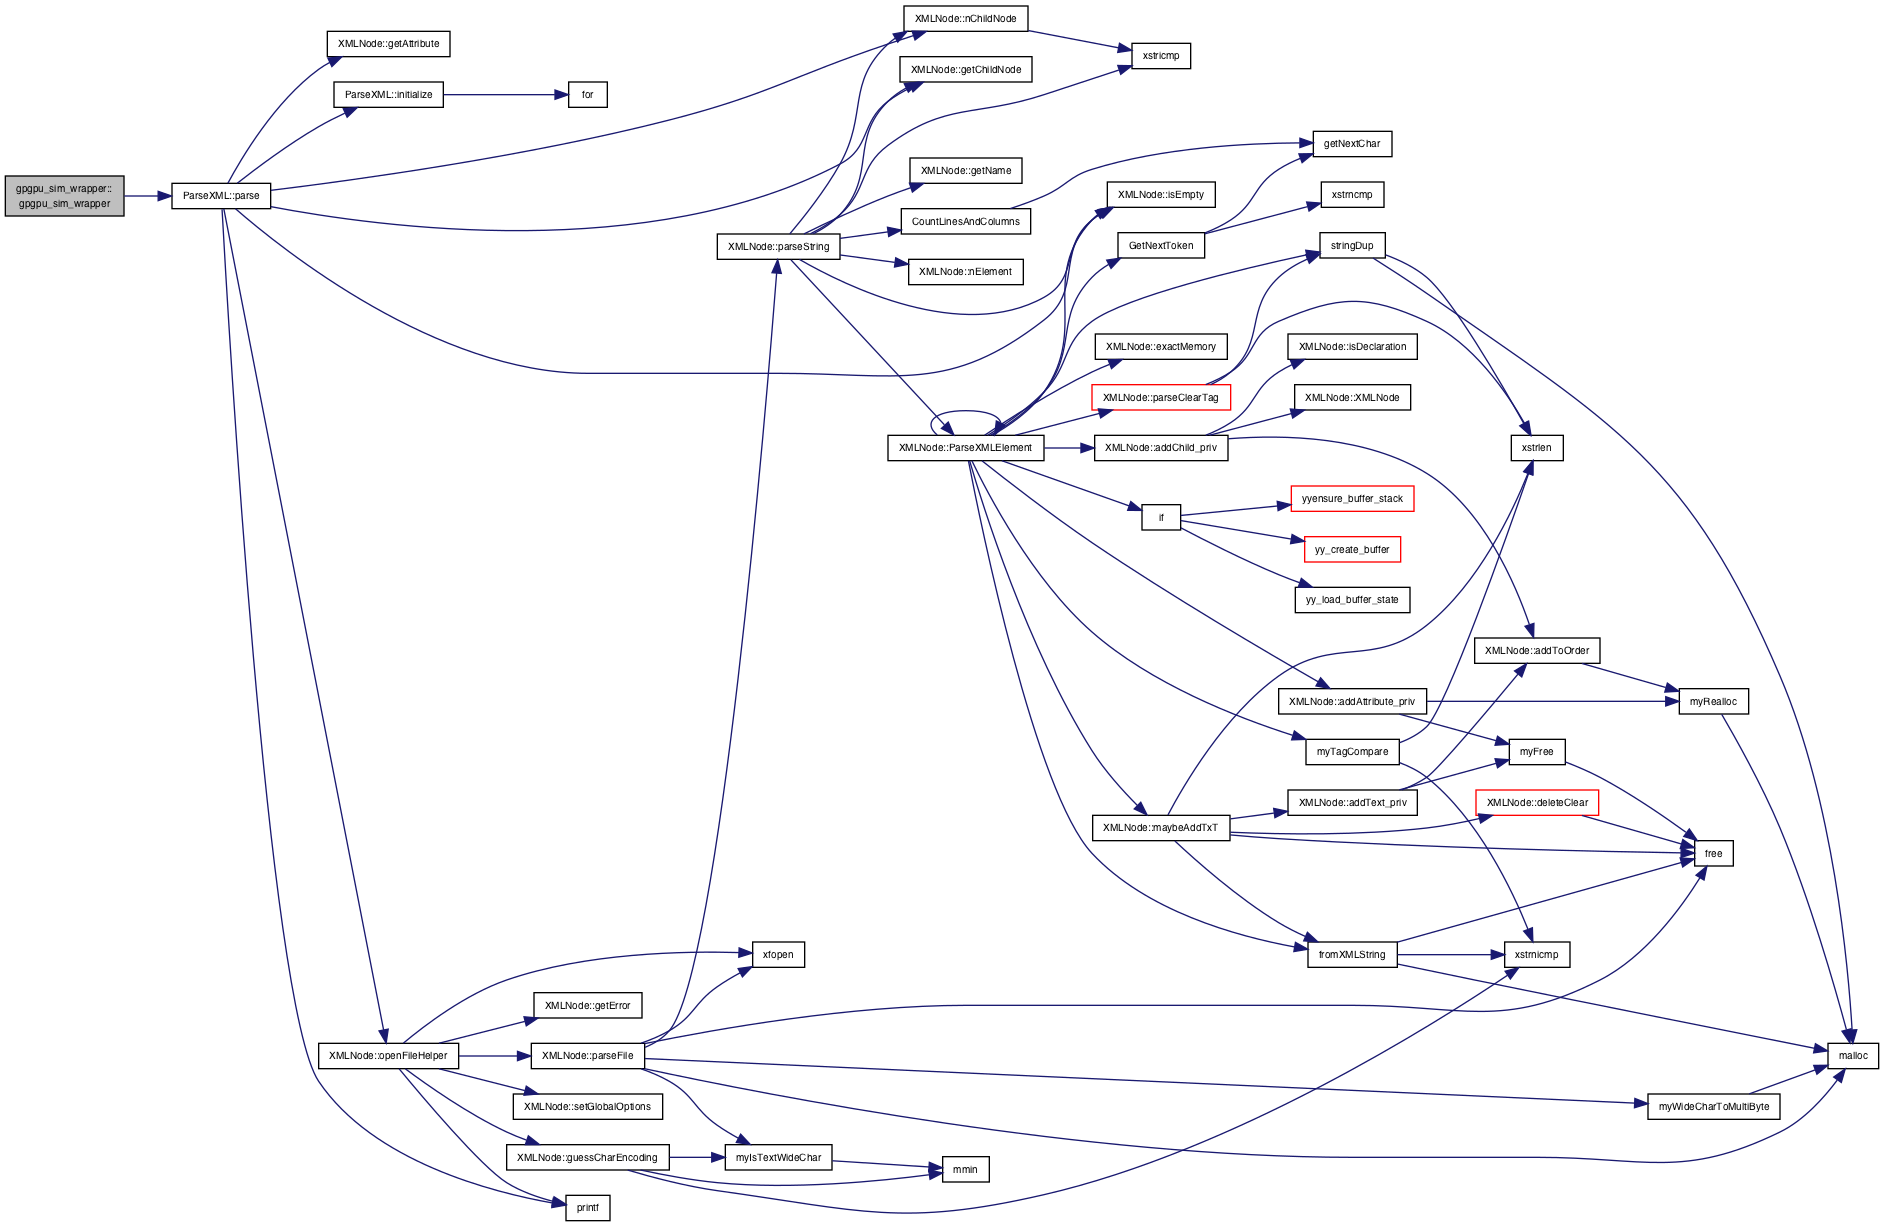 XMLNode::nChildNode
XMLNode::getAttribute
xstricmp
XMLNode::getChildNode
ParseXML::initialize
for
getNextChar
XMLNode::getName
gpgpu_sim_wrapper::
gpgpu_sim_wrapper
ParseXML::parse
XMLNode::isEmpty
xstrncmp
CountLinesAndColumns
XMLNode::parseString
GetNextToken
stringDup
XMLNode::nElement
XMLNode::exactMemory
XMLNode::isDeclaration
XMLNode::parseClearTag
XMLNode::XMLNode
XMLNode::ParseXMLElement
XMLNode::addChild_priv
xstrlen
yyensure_buffer_stack
if
yy_create_buffer
yy_load_buffer_state
XMLNode::addToOrder
XMLNode::addAttribute_priv
myRealloc
myTagCompare
myFree
XMLNode::addText_priv
XMLNode::deleteClear
XMLNode::maybeAddTxT
free
xfopen
fromXMLString
xstrnicmp
XMLNode::getError
XMLNode::openFileHelper
XMLNode::parseFile
malloc
XMLNode::setGlobalOptions
myWideCharToMultiByte
XMLNode::guessCharEncoding
myIsTextWideChar
mmin
printf